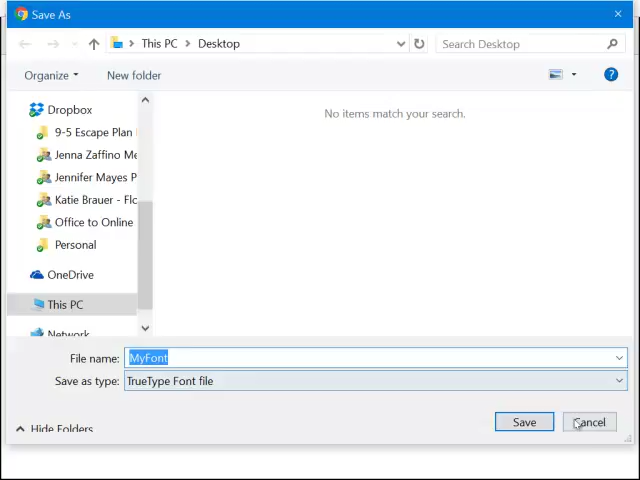 Save As
This PC > Desktop
Search Desktop
Organize
New folder
Dropbox
9-5 Escape Plan
Jenna Zaffino Me
Jennifer Mayes P
Katie Brauer - Flo
Office to Online
Personal
OneDrive
This PC
Network
No items match your search.
File name: MyFont
Save as type: TrueType Font file
Hide Folders
Save
Cancel